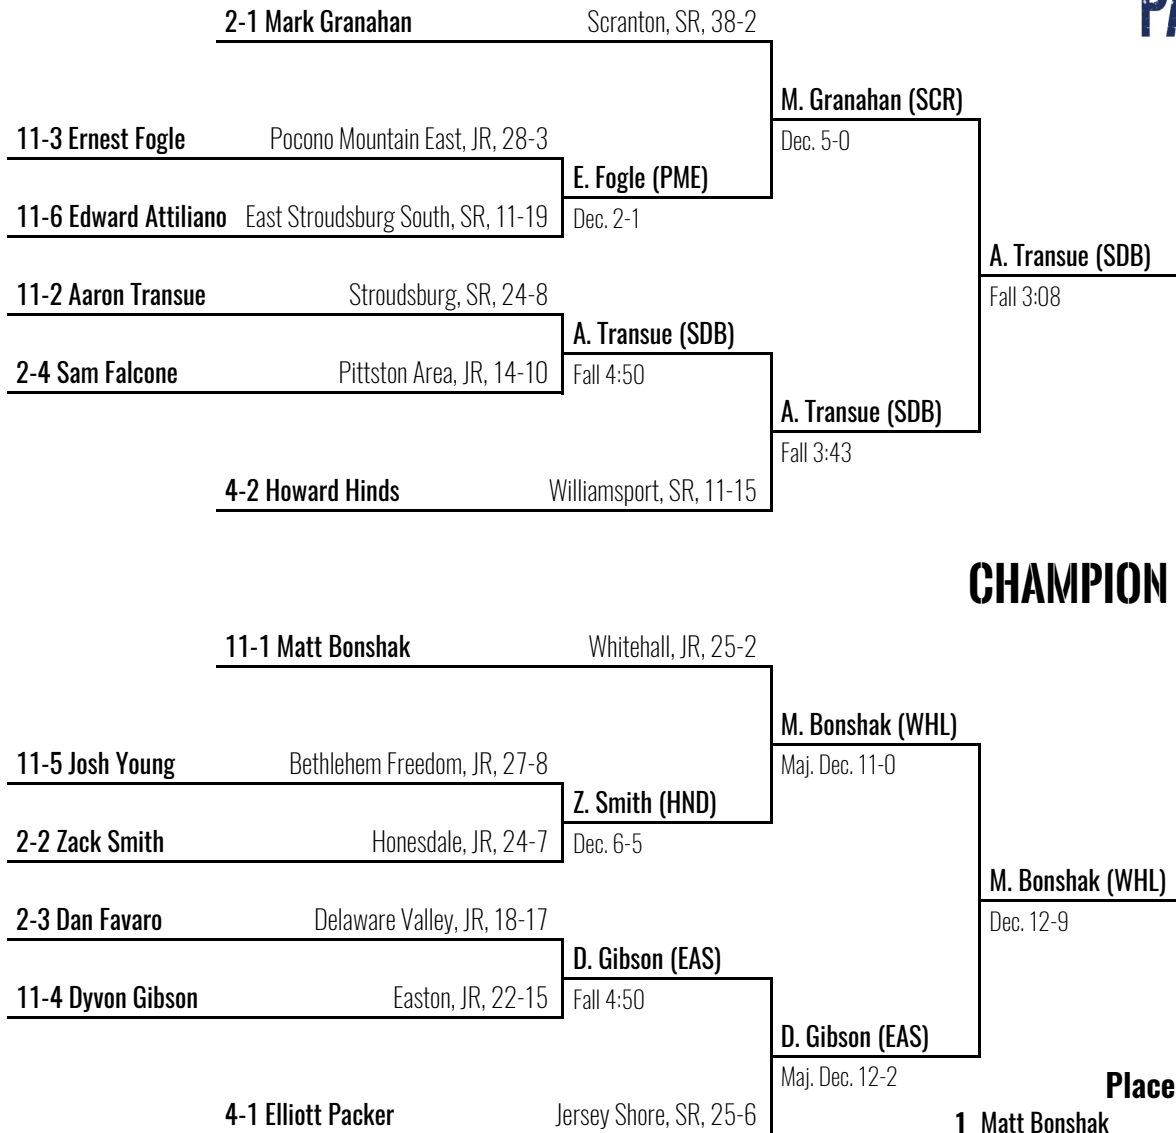 PA
2-1 Mark Granahan Scranton, SR, 38-2
M. Granahan (SCR)
11-3 Ernest Fogle Pocono Mountain East, JR, 28-3
Dec. 5-0
E. Fogle (PME)
11-6 Edward Attiliano East Stroudsburg South, SR, 11-19
Dec. 2-1
A. Transue (SDB)
11-2 Aaron Transue Stroudsburg, SR, 24-8
Fall 3:08
A. Transue (SDB)
2-4 Sam Falcone Pittston Area, JR, 14-10
Fall 4:50
A. Transue (SDB)
Fall 3:43
4-2 Howard Hinds Williamsport, SR, 11-15
CHAMPION
11-1 Matt Bonshak Whitehall, JR, 25-2
M. Bonshak (WHL)
11-5 Josh Young Bethlehem Freedom, JR, 27-8
Maj. Dec. 11-0
Z. Smith (HND)
2-2 Zack Smith Honesdale, JR, 24-7
Dec. 6-5
M. Bonshak (WHL)
2-3 Dan Favaro Delaware Valley, JR, 18-17
Dec. 12-9
D. Gibson (EAS)
11-4 Dyvon Gibson Easton, JR, 22-15
Fall 4:50
D. Gibson (EAS)
Maj. Dec. 12-2
Place
4-1 Elliott Packer Jersey Shore, SR, 25-6
1 Matt Bonshak